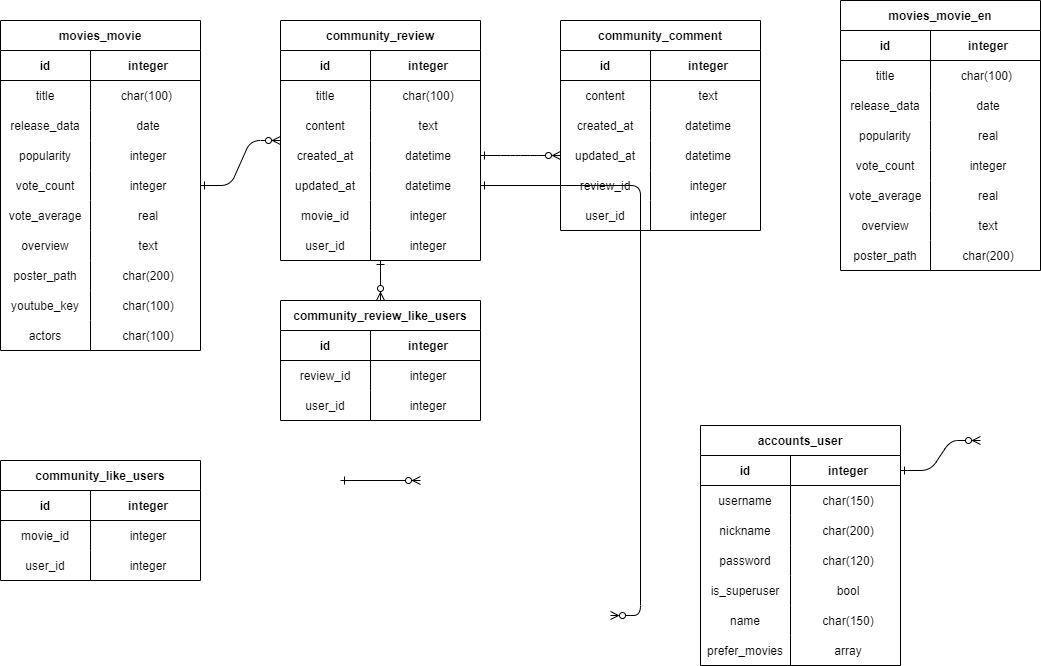 movies_movie
id integer
title char(100)
release_data date
popularity integer
vote_count integer
vote_average real
overview text
poster_path char(200)
youtube_key char(100)
actors char(100)
community_review
id integer
title char(100)
content text
created_at datetime
updated_at datetime
movie_id integer
user_id integer
community_comment
id integer
content text
created_at datetime
updated_at datetime
review_id integer
user_id integer
movies_movie_en
id integer
title char(100)
release_data date
popularity real
vote_count integer
vote_average real
overview text
poster_path char(200)
community_review_like_users
id integer
review_id integer
user_id integer
community_like_users
id integer
movie_id integer
user_id integer
accounts_user
id integer
username char(150)
nickname char(200)
password char(120)
is_superuser bool
name char(150)
prefer_movies array